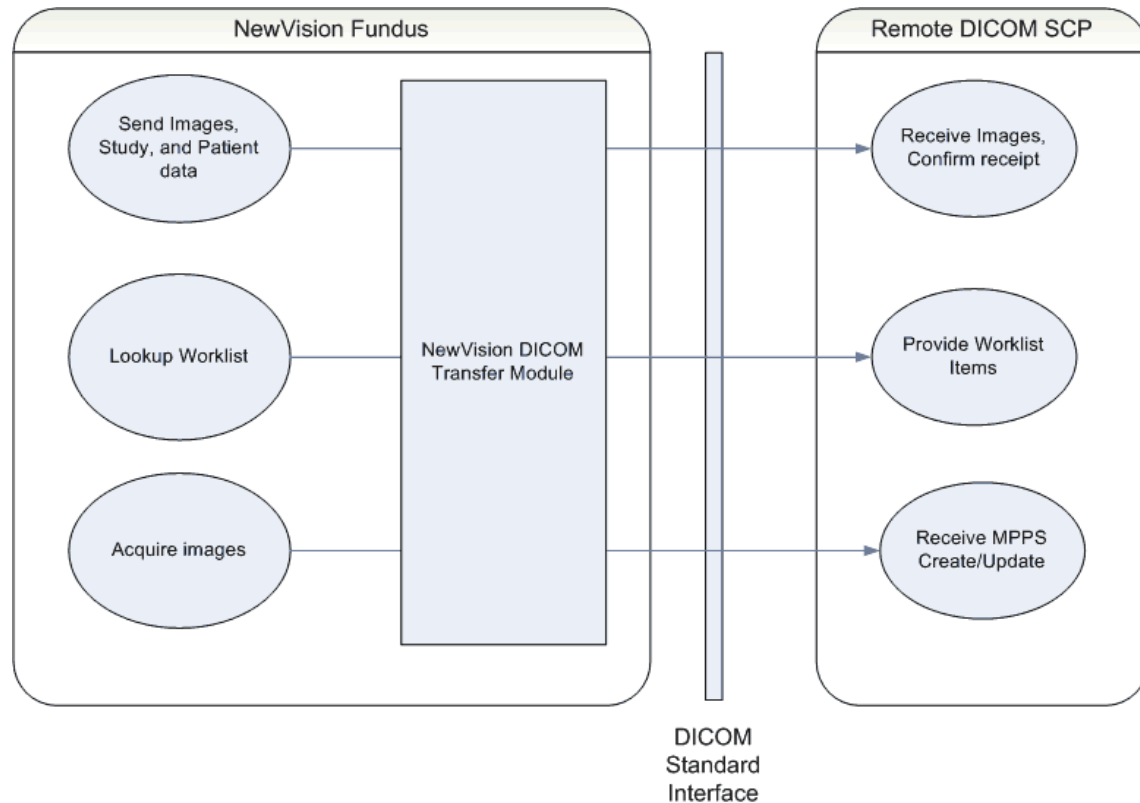 NewVision Fundus
Remote DICOM SCP
Send Images,
Study, and Patient
data
Receive Images,
Confirm receipt
Lookup Worklist
NewVision DICOM
Transfer Module
Provide Worklist
Items
Acquire images
Receive MPPS
Create/Update
DICOM
Standard
Interface